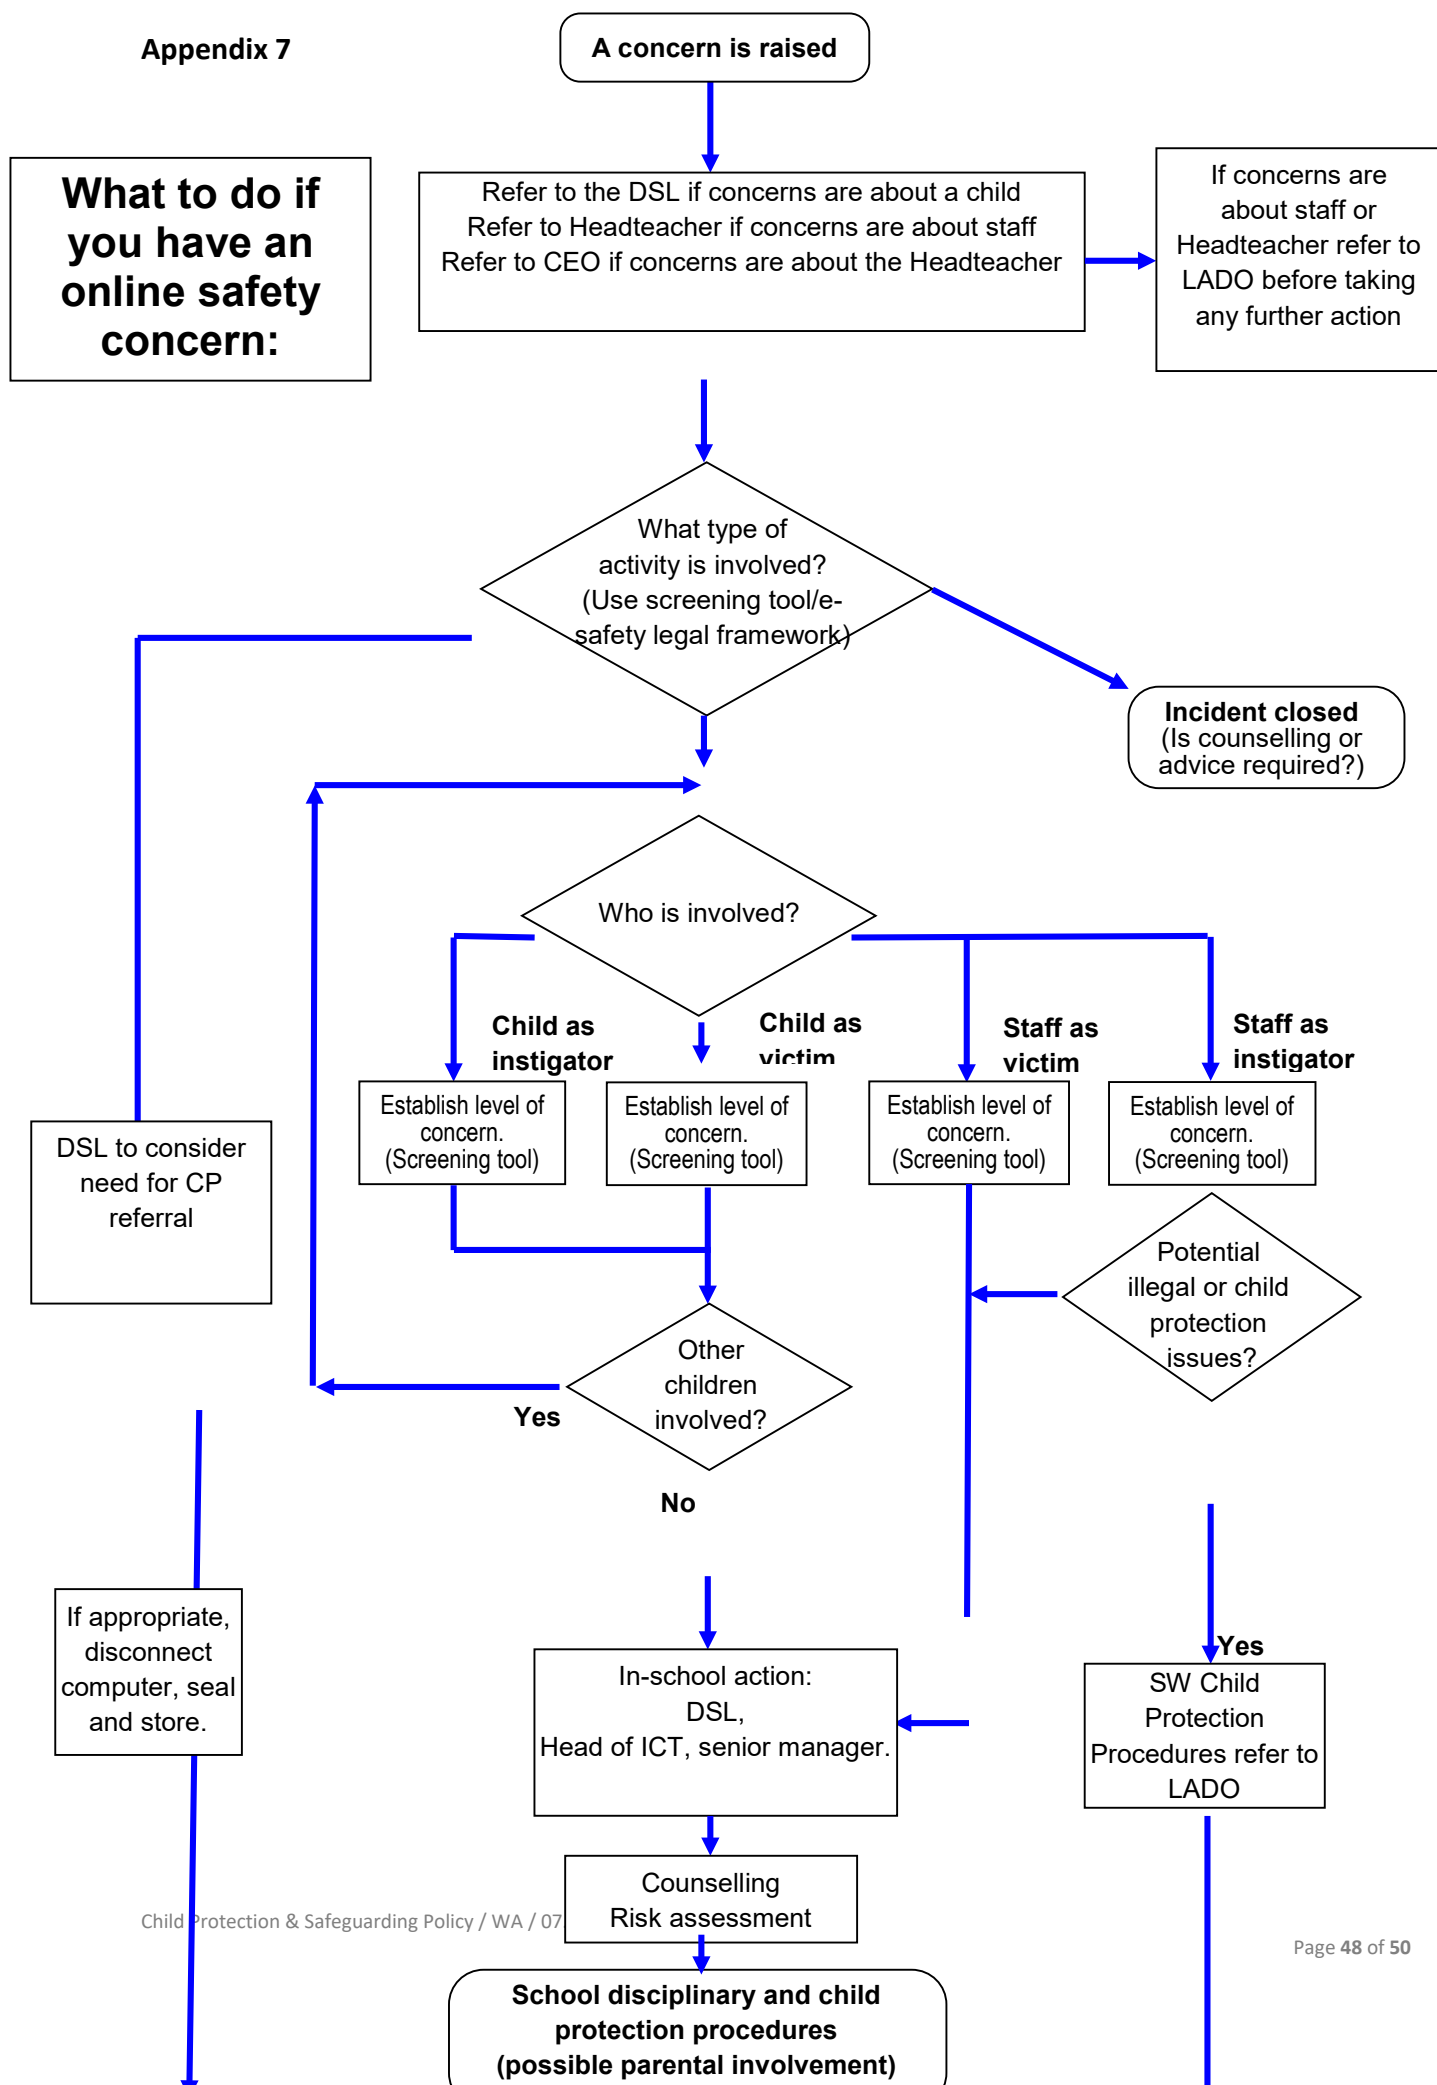 Appendix 7
A concern is raised
What to do if
you have an
online safety
concern:
Refer to the DSL if concerns are about a child
Refer to Headteacher if concerns are about staff
Refer to CEO if concerns are about the Headteacher
If concerns are
about staff or
Headteacher refer to
LADO before taking
any further action
What type of
activity is involved?
(Use screening tool/e-
safety legal framework)
Incident closed
(Is counselling or
advice required?)
Who is involved?
Child as
instigator
Child as
victim
Staff as
victim
Staff as
instigator
Establish level of
concern.
(Screening tool)
Establish level of
concern.
(Screening tool)
Establish level of
concern.
(Screening tool)
Establish level of
concern.
(Screening tool)
DSL to consider
need for CP
referral
Potential
illegal or child
protection
issues?
Other
children
involved?
Yes
No
If appropriate,
disconnect
computer, seal
and store.
In-school action:
DSL,
Head of ICT, senior manager.
Yes
SW Child
Protection
Procedures refer to
LADO
Counselling
Risk assessment
Child Protection & Safeguarding Policy / WA / 07
Page 48 of 50
School disciplinary and child
protection procedures
(possible parental involvement)